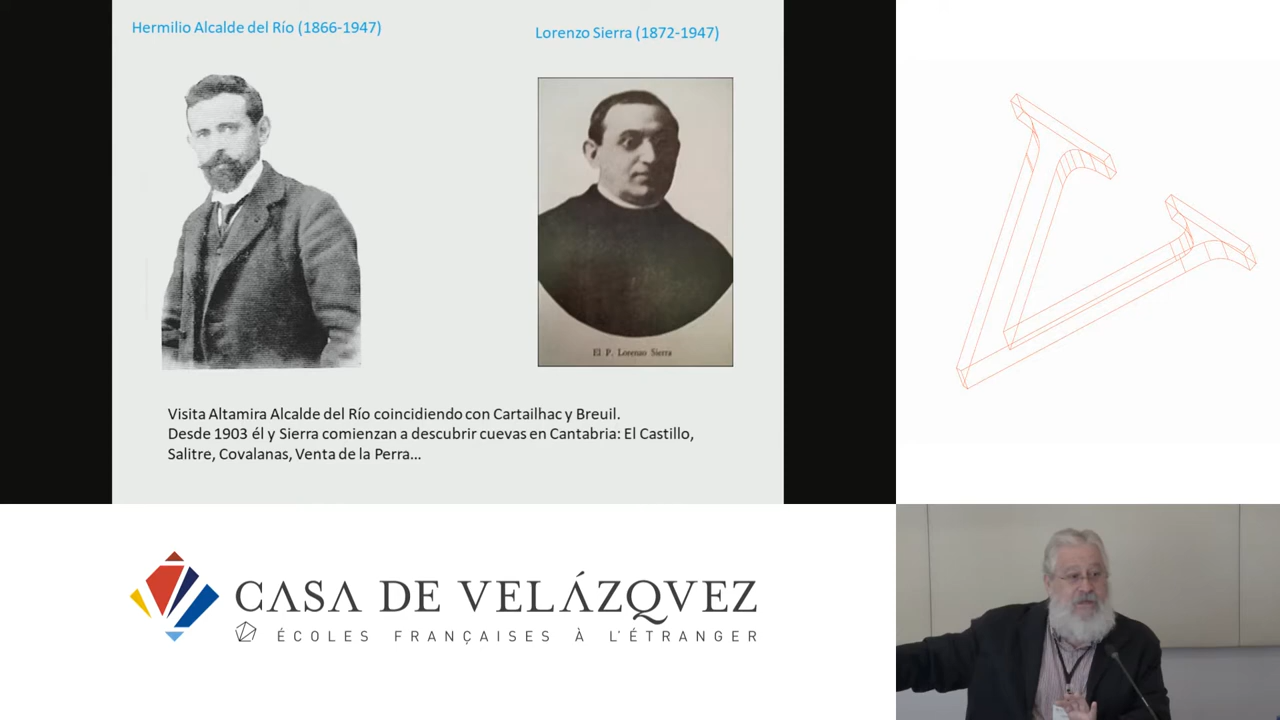 Hermilio Alcalde del Río (1866-1947)
Lorenzo Sierra (1872-1947)
El P. Lorenzo Sierra
Visita Altamira Alcalde del Río coincidiendo con Cartailhac y Breuil.
Desde 1903 él y Sierra comienzan a descubrir cuevas en Cantabria: El Castillo,
Salitre, Covalanas, Venta de la Perra...
CASA DE VELÁZQVEZ
ÉCOLES FRANÇAISES À L'ÉTRANGER